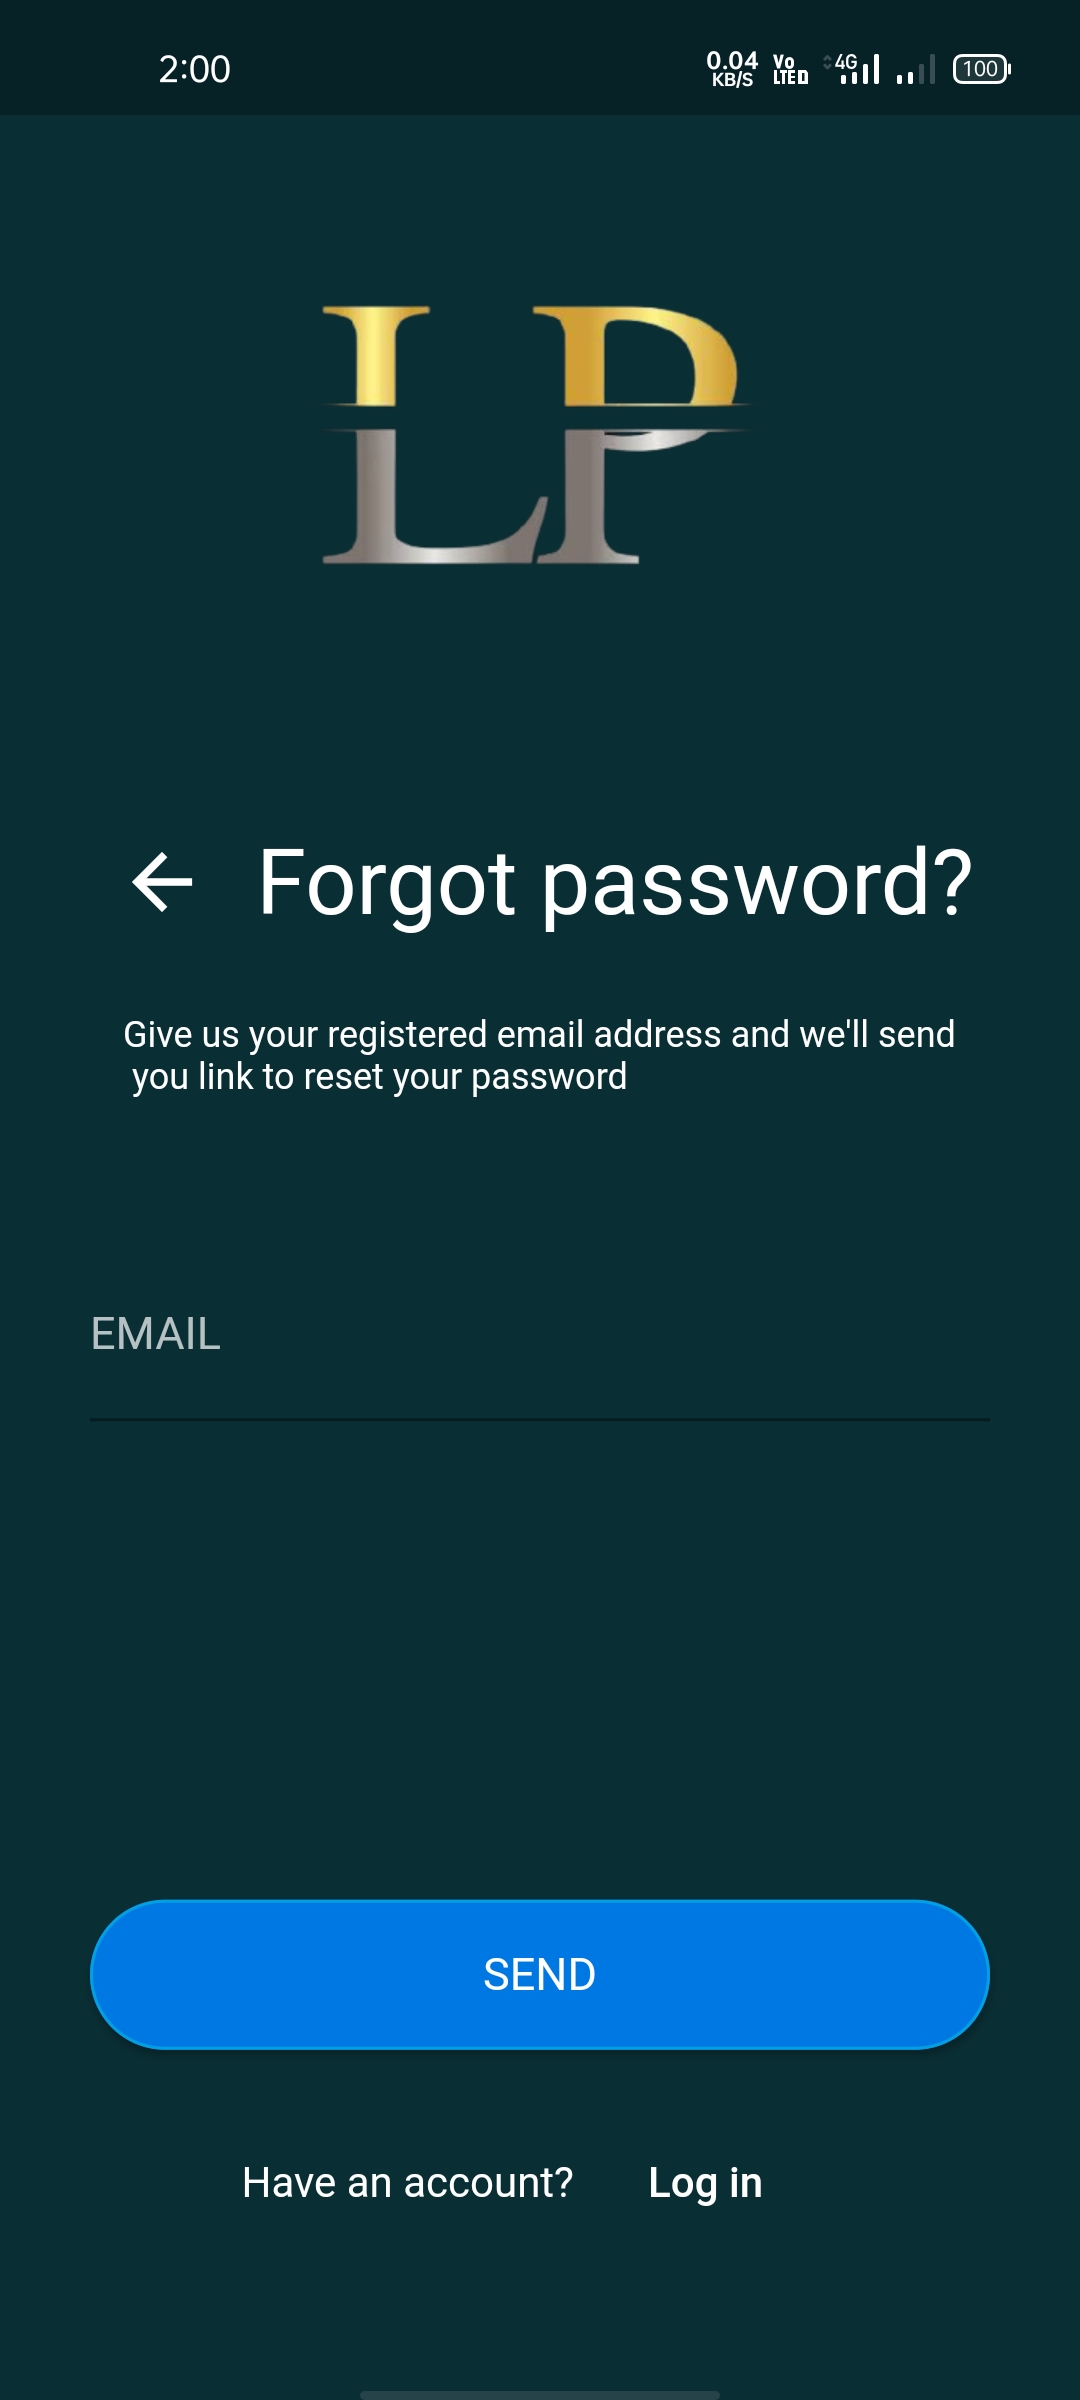 2:00
0.04
KB/S
Vo
LTE
4G
100
LP
Forgot password?
Give us your registered email address and we'll send
you link to reset your password
EMAIL
SEND
Have an account? Log in